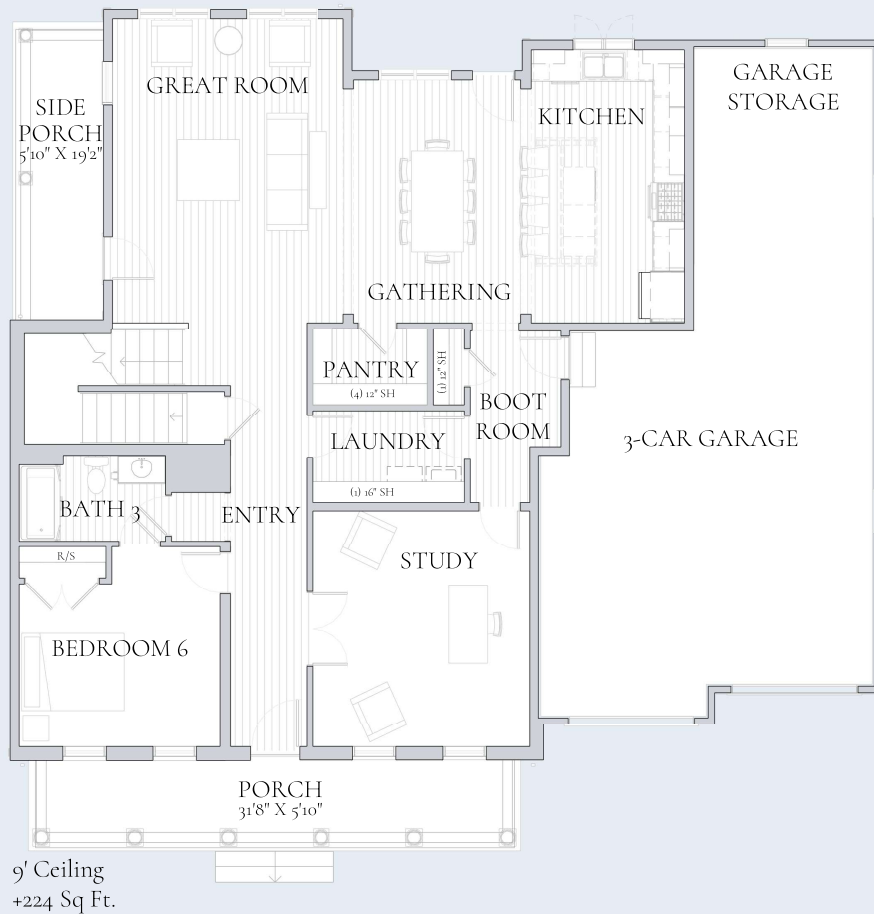 GREAT ROOM
GARAGE
STORAGE
SIDE
PORCH
5'10" X 19'2"
KITCHEN
GATHERING
PANTRY
(4) 12" SH
(1) 12" SH
BOOT
ROOM
LAUNDRY
(1) 16" SH
3-CAR GARAGE
BATH 3
ENTRY
R/S
STUDY
BEDROOM 6
PORCH
31'8" X 5'10"
9' Ceiling
+224 Sq Ft.